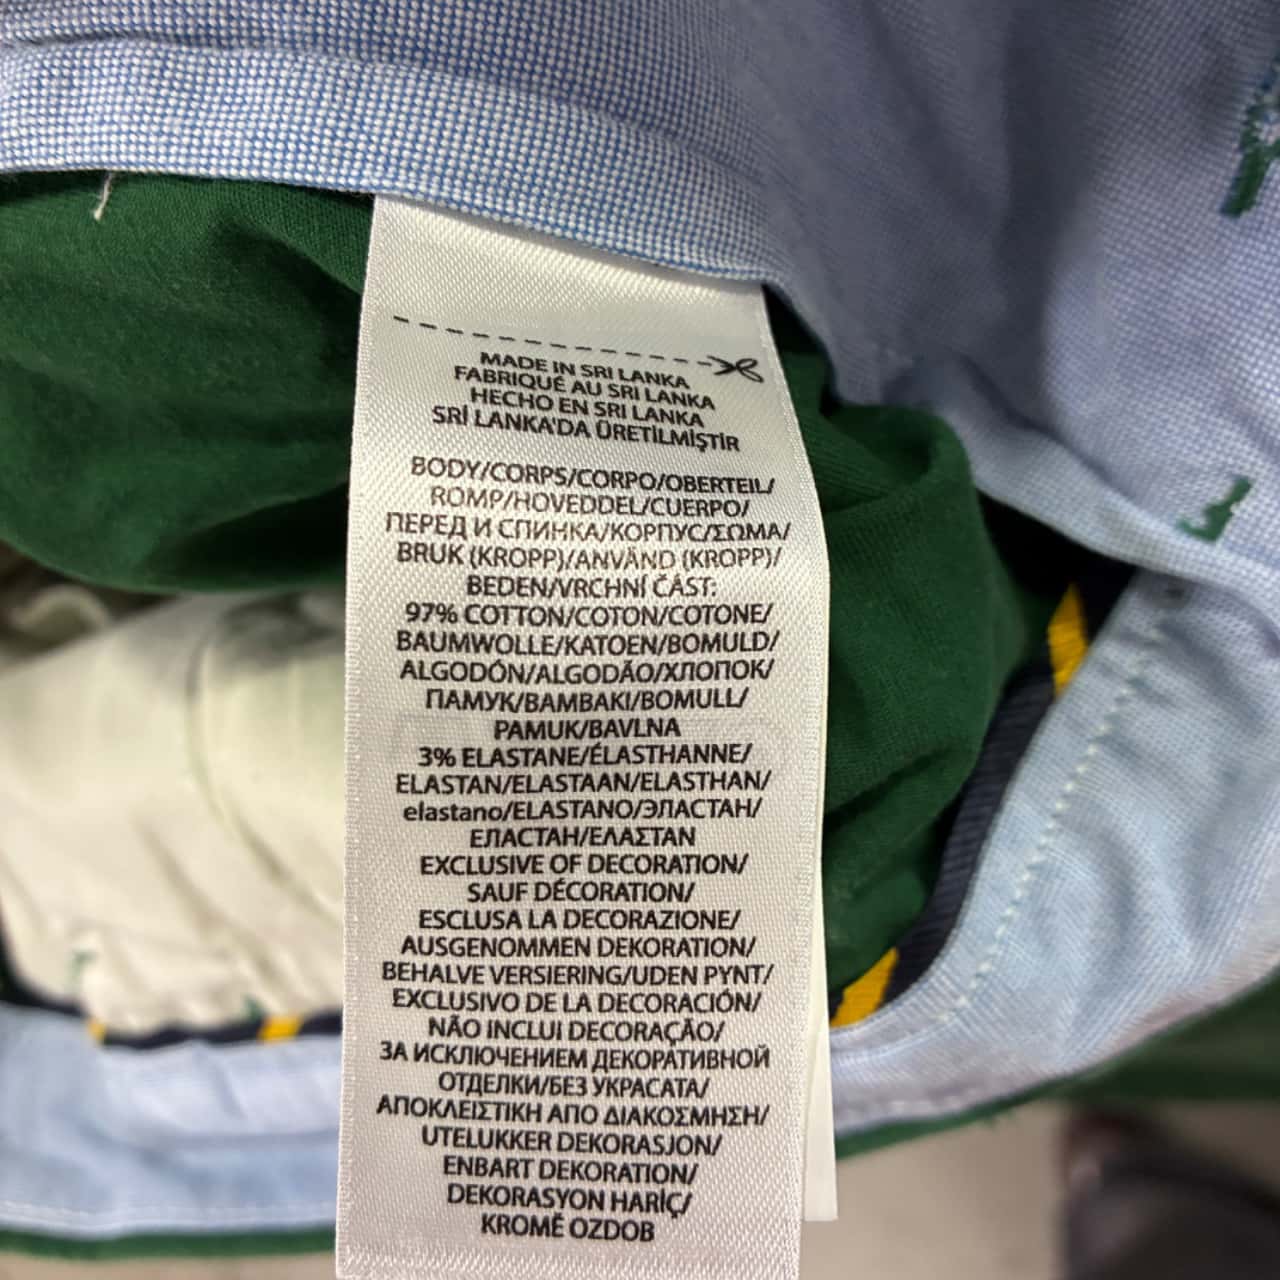 MADE IN SRI LANKA
FABRIQUÉ AU SRI LANKA
HECHO EN SRI LANKA
SRİ LANKA'DA ÜRETİLMİŞTİR
BODY/CORPS/CORPO/OBERTEIL/
ROMP/HOVEDDEL/CUERPO/
ПЕРЕД И СПИНКА/КОРПУС/ΣΩΜΑ/
BRUK (KROPP)/ANVÄND (KROPP)/
BEDEN/VRCHNÍ ČÁST:
97% COTTON/COTON/COTONE/
BAUMWOLLE/KATOEN/BOMULD/
ALGODÓN/ALGODÃO/ХЛОПОК/
ПАМУК/ΒΑΜΒΑΚΙ/BOMULL/
PAMUK/BAVLNA
3% ELASTANE/ÉLASTHANNE/
ELASTAN/ELASTAAN/ELASTHAN/
elastano/ELASTANO/ЭЛАСТАН/
ЕЛАСТАН/ΕΛΑΣΤΑΝ
EXCLUSIVE OF DECORATION/
SAUF DÉCORATION/
ESCLUSA LA DECORAZIONE/
AUSGENOMMEN DEKORATION/
BEHALVE VERSIERING/UDEN PYNT/
EXCLUSIVO DE LA DECORACIÓN/
NÃO INCLUI DECORAÇÃO/
ЗА ИСКЛЮЧЕНИЕМ ДЕКОРАТИВНОЙ
ОТДЕЛКИ/БЕЗ УКРАСАТА/
ΑΠΟΚΛΕΙΣΤΙΚΗ ΑΠΟ ΔΙΑΚΟΣΜΗΣΗ/
UTELUKKER DEKORASJON/
ENBART DEKORATION/
DEKORASYON HARİÇ/
KROMĚ OZDOB